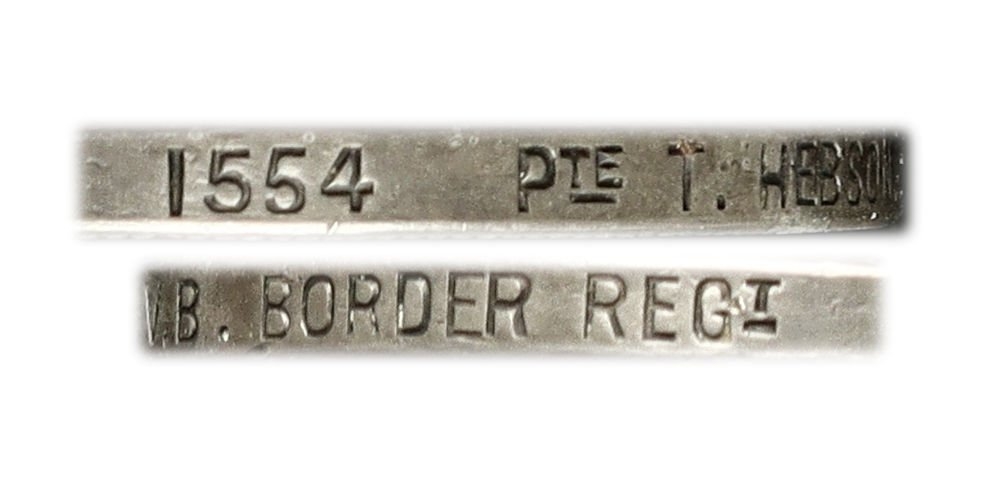 1554 PTE T. HEBSON
V.B. BORDER REGT